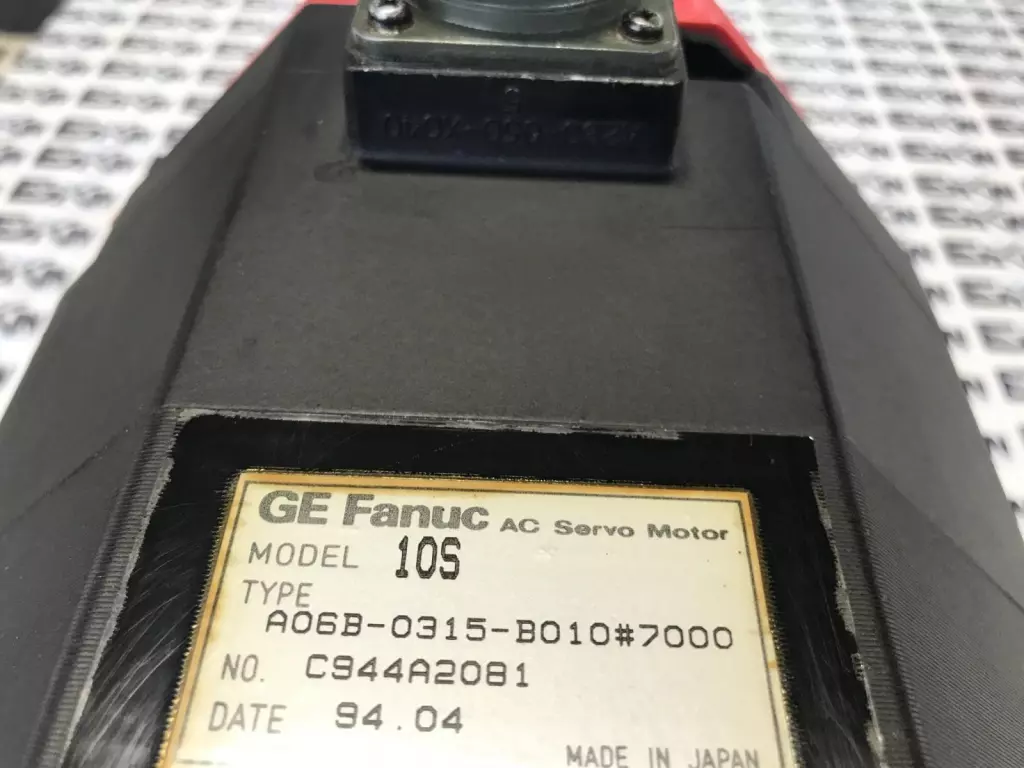 GE Fanuc AC Servo Motor
MODEL 10S
TYPE
A06B-0315-B010#7000
NO. C944A2081
DATE 94.04
MADE IN JAPAN